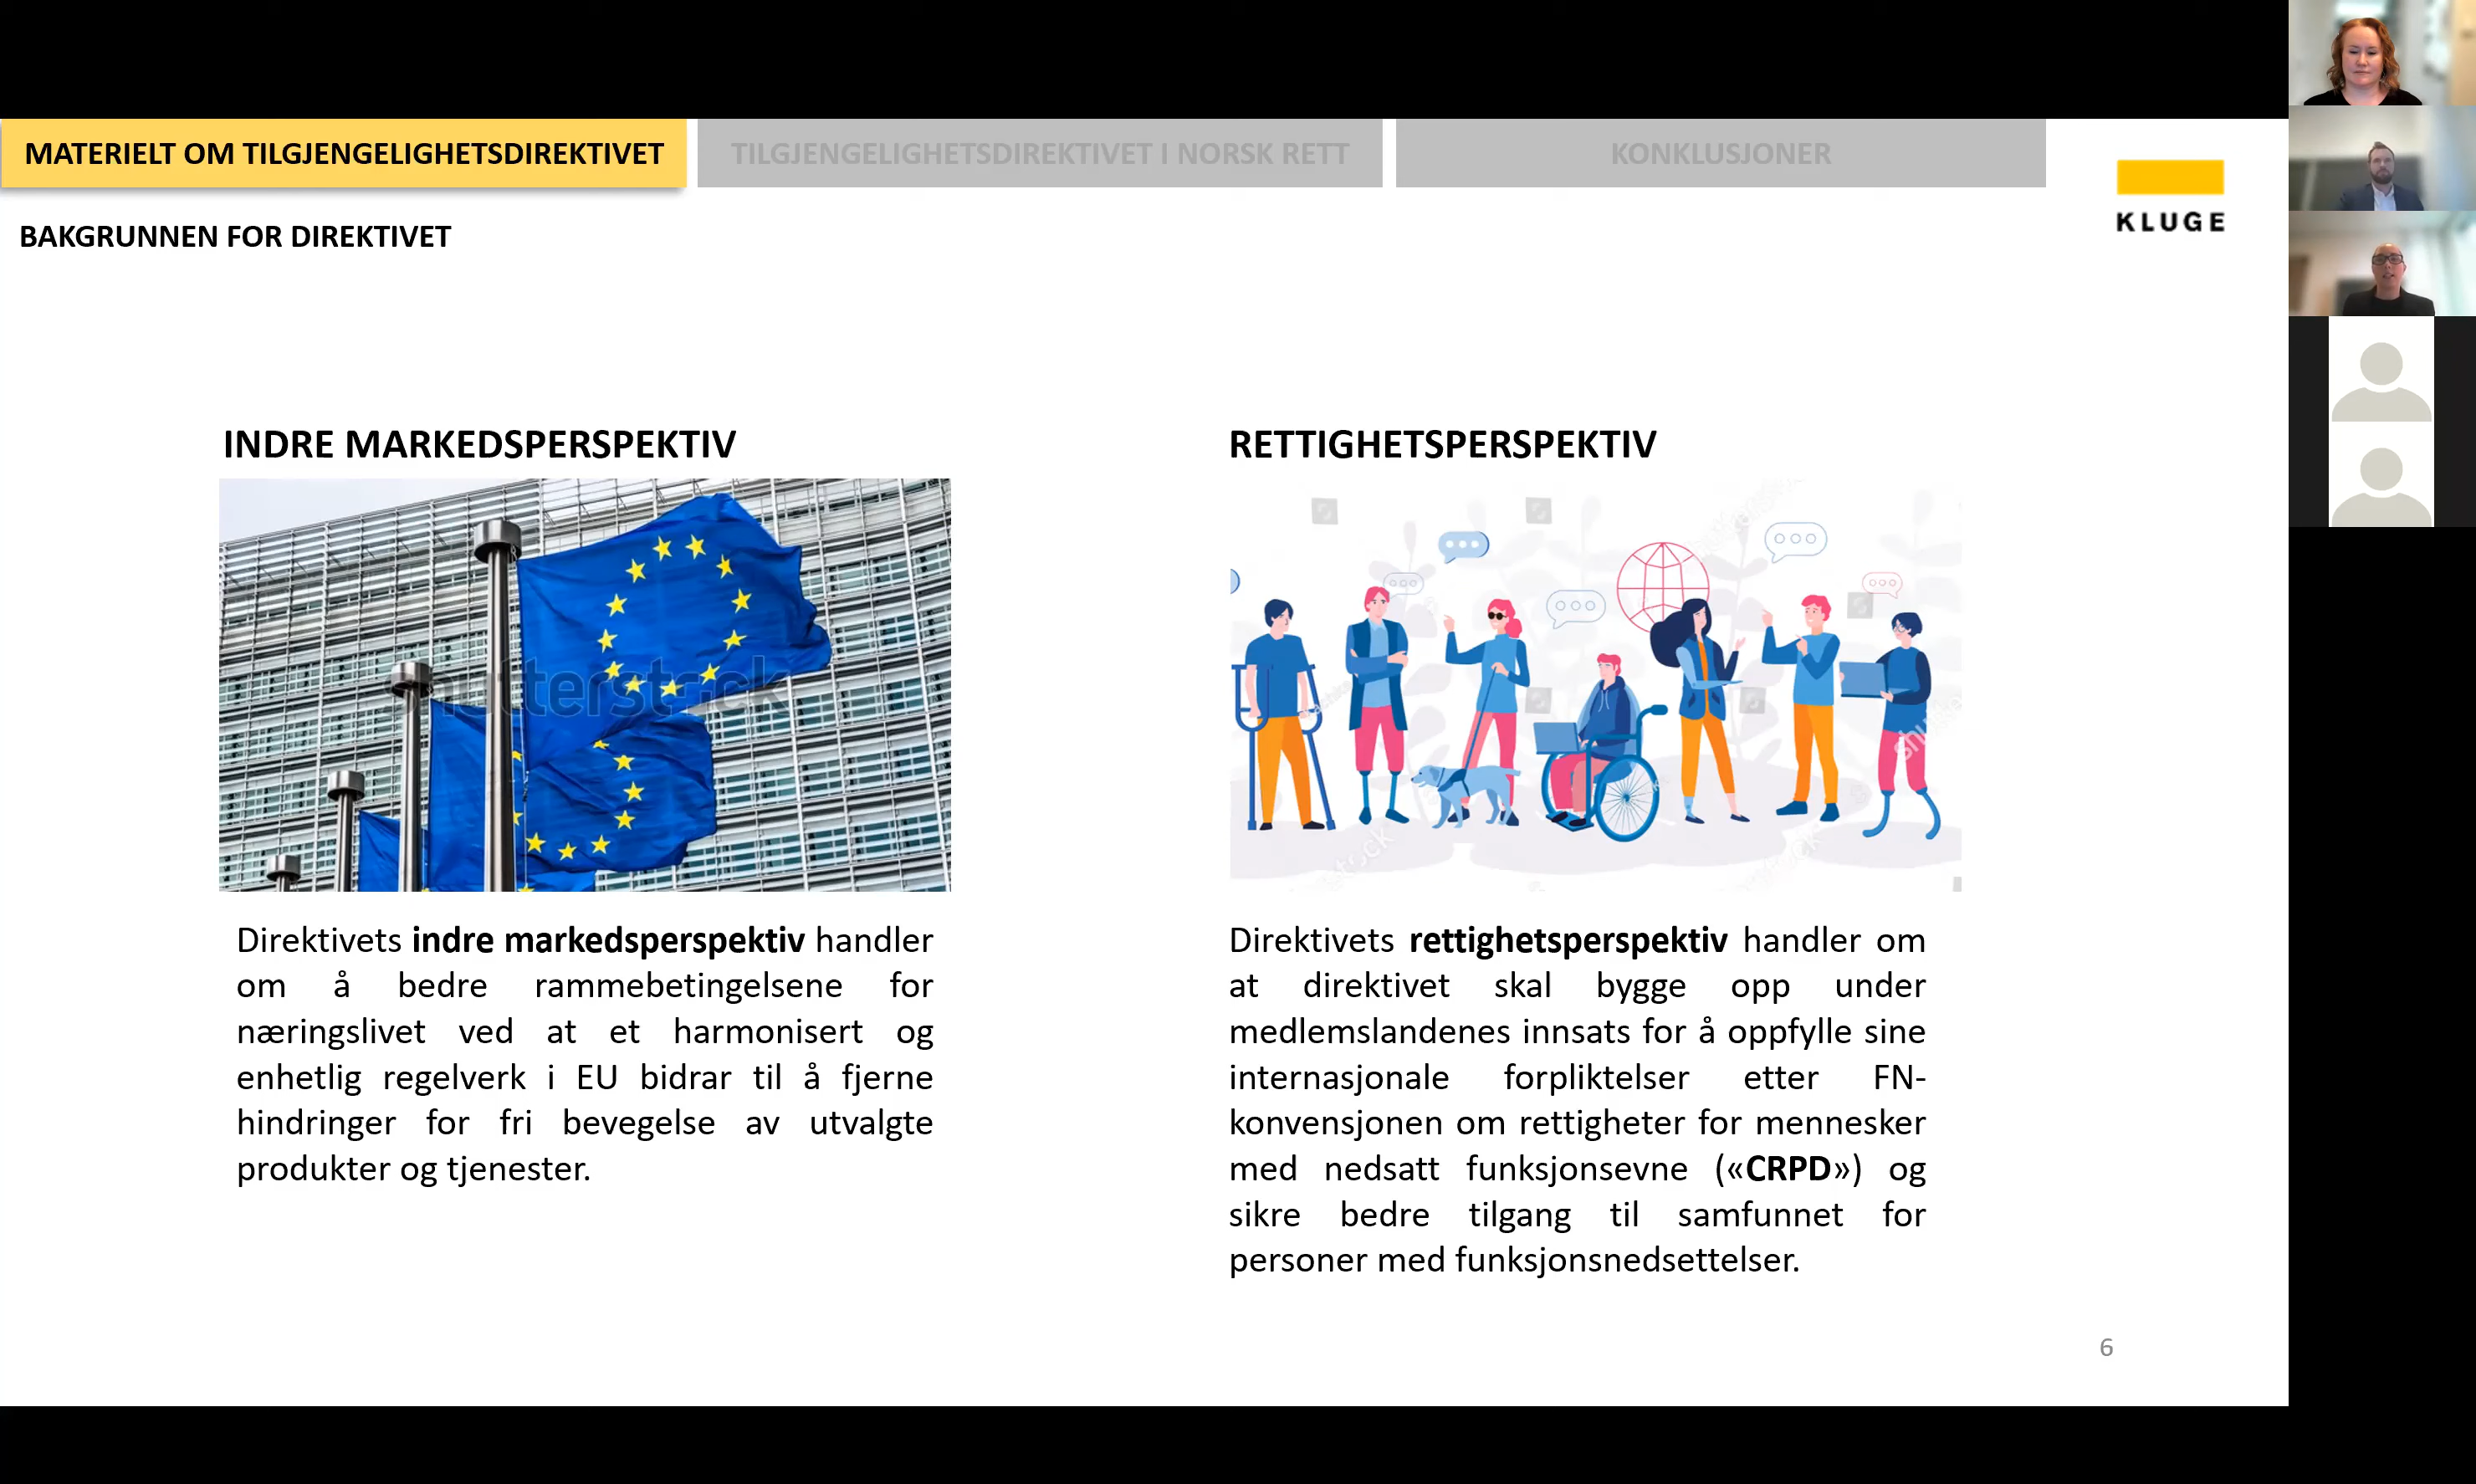 MATERIELT OM TILGJENGELIGHETSDIREKTIVET
TILGJENGELIGHETSDIREKTIVET I NORSK RETT
KONKLUSJONER
KLUGE
BAKGRUNNEN FOR DIREKTIVET
INDRE MARKEDSPERSPEKTIV
shutterstock
Direktivets indre markedsperspektiv handler
om å bedre rammebetingelsene for
næringslivet ved at et harmonisert og
enhetlig regelverk i EU bidrar til å fjerne
hindringer for fri bevegelse av utvalgte
produkter og tjenester.
RETTIGHETSPERSPEKTIV
Direktivets rettighetsperspektiv handler om
at direktivet skal bygge opp under
medlemslandenes innsats for å oppfylle sine
internasjonale forpliktelser etter FN-
konvensjonen om rettigheter for mennesker
med nedsatt funksjonsevne («CRPD») og
sikre bedre tilgang til samfunnet for
personer med funksjonsnedsettelser.
6